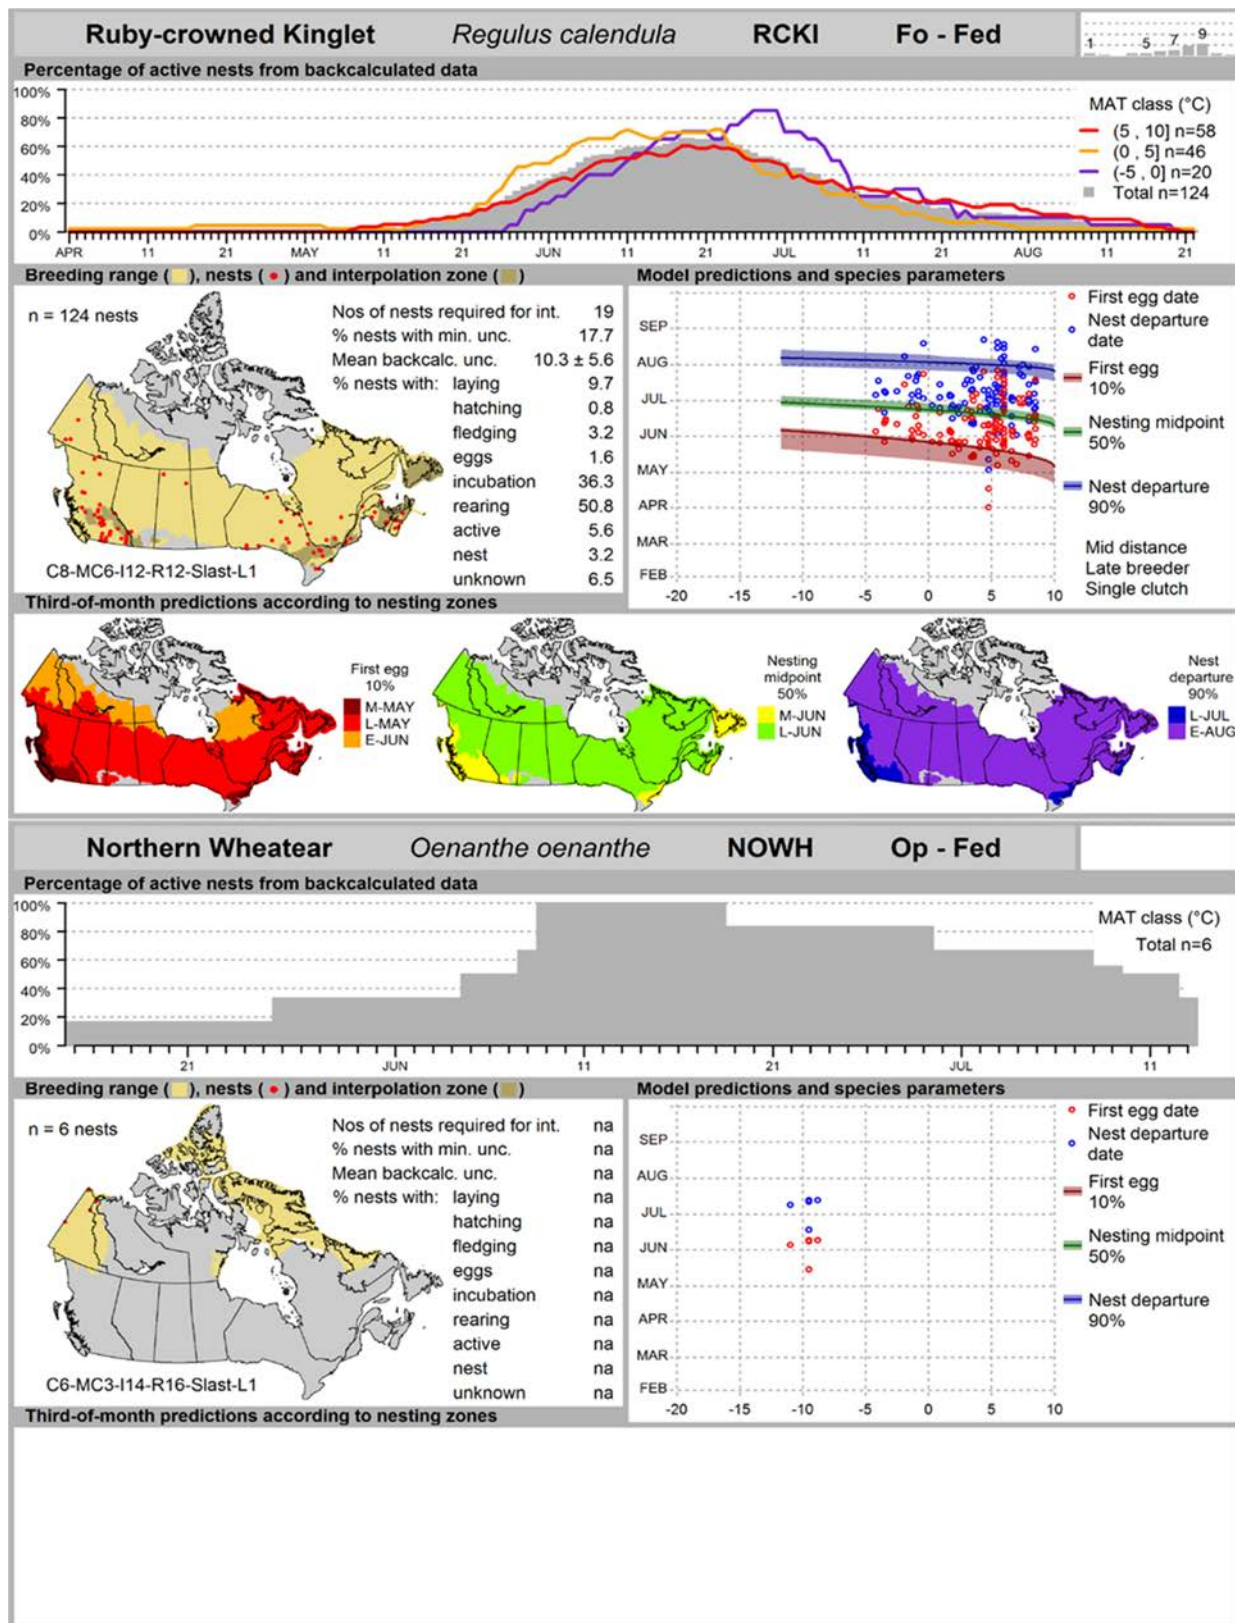 Ruby-crowned Kinglet Regulus calendula RCKI Fo - Fed
1 5 7 9
Percentage of active nests from backcalculated data
100%
80%
60%
40%
20%
0%
MAT class (°C)
(5 , 10] n=58
(0 , 5] n=46
(-5 , 0] n=20
Total n=124
APR 11 21 MAY 11 21 JUN 11 21 JUL 11 21 AUG 11 21
Breeding range ( ), nests ( ) and interpolation zone ( )
n = 124 nests
Nos of nests required for int. 19
% nests with min. unc. 17.7
Mean backcalc. unc. 10.3 ± 5.6
% nests with: laying 9.7
hatching 0.8
fledging 3.2
eggs 1.6
incubation 36.3
rearing 50.8
active 5.6
nest 3.2
unknown 6.5
C8-MC6-I12-R12-Slast-L1
Model predictions and species parameters
SEP
AUG
JUL
JUN
MAY
APR
MAR
FEB
-20 -15 -10 -5 0 5 10
First egg date
Nest departure
date
First egg
10%
Nesting midpoint
50%
Nest departure
90%
Mid distance
Late breeder
Single clutch
Third-of-month predictions according to nesting zones
First egg
10%
M-MAY
L-MAY
E-JUN
Nesting
midpoint
50%
M-JUN
L-JUN
Nest
departure
90%
L-JUL
E-AUG
Northern Wheatear Oenanthe oenanthe NOWH Op - Fed
Percentage of active nests from backcalculated data
100%
80%
60%
40%
20%
0%
MAT class (°C)
Total n=6
21 JUN 11 21 JUL 11
Breeding range ( ), nests ( ) and interpolation zone ( )
n = 6 nests
Nos of nests required for int. na
% nests with min. unc. na
Mean backcalc. unc. na
% nests with: laying na
hatching na
fledging na
eggs na
incubation na
rearing na
active na
nest na
unknown na
C6-MC3-I14-R16-Slast-L1
Model predictions and species parameters
SEP
AUG
JUL
JUN
MAY
APR
MAR
FEB
-20 -15 -10 -5 0 5 10
First egg date
Nest departure
date
First egg
10%
Nesting midpoint
50%
Nest departure
90%
Third-of-month predictions according to nesting zones